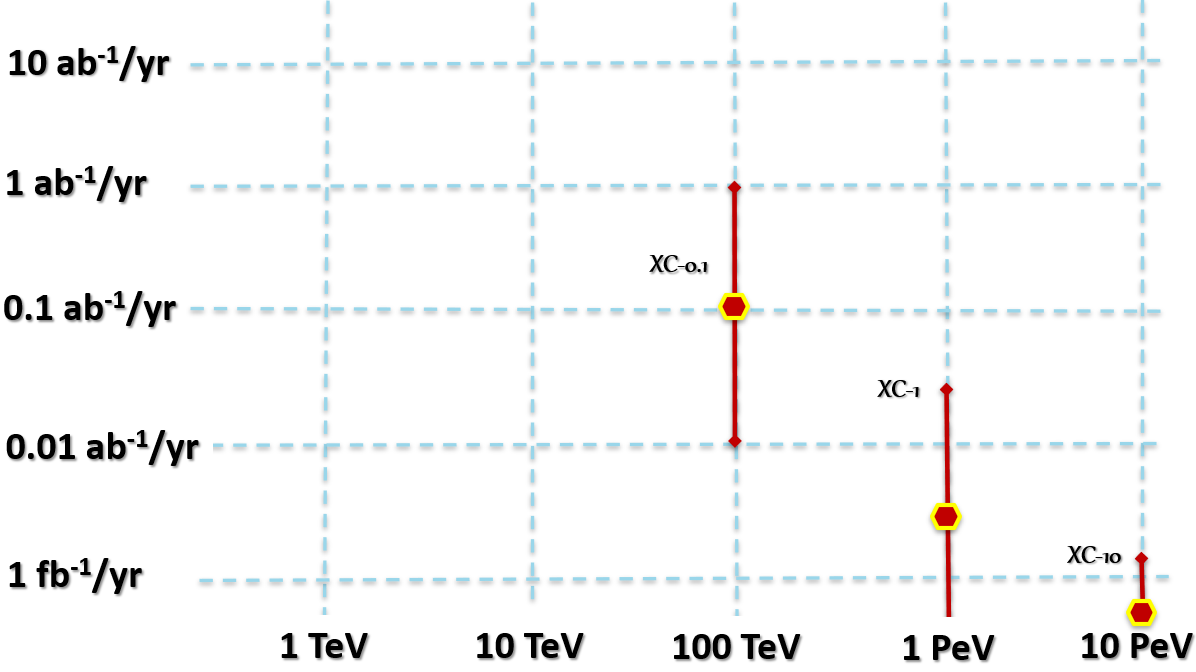 10 ab⁻¹/yr
1 ab⁻¹/yr
XC-0.1
0.1 ab⁻¹/yr
XC-1
0.01 ab⁻¹/yr
XC-10
1 fb⁻¹/yr
1 TeV 10 TeV 100 TeV 1 PeV 10 PeV